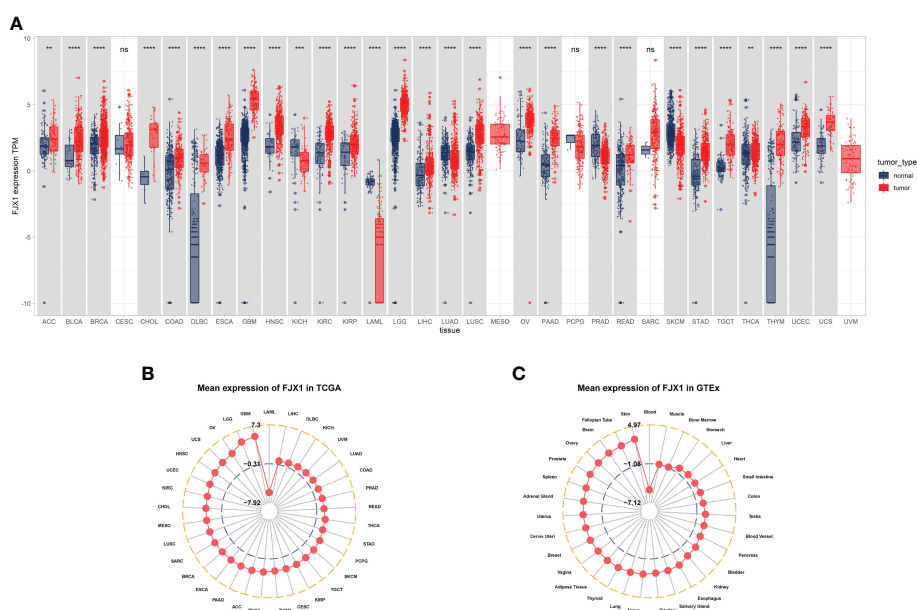 A
** **** **** ns **** **** **** **** **** **** *** **** **** **** **** **** **** **** **** **** ns **** **** ns **** **** **** ** **** **** ****
10
5
0
-5
-10
FJX1 expression TPM
ACC BLCA BRCA CESC CHOL COAD DLBC ESCA GBM HNSC KICH KIRC KIRP LAML LGG LIHC LUAD LUSC MESO OV PAAD PCPG PRAD READ SARC SKCM STAD TGCT THCA THYM UCEC UCS UVM
tissue
tumor_type
normal
tumor
B
Mean expression of FJX1 in TCGA
7.3
-0.31
-7.92
LAML
LIHC
DLBC
KICH
UVM
LUAD
COAD
PRAD
READ
THCA
STAD
PCPG
SKCM
TGCT
KIRP
CESC
ACC
PAAD
ESCA
BRCA
SARC
LUSC
MESO
CHOL
KIRC
UCEC
HNSC
UCS
OV
LGG
GBM
C
Mean expression of FJX1 in GTEx
4.97
-1.08
-7.12
Blood
Muscle
Bone Marrow
Stomach
Liver
Heart
Small Intestine
Colon
Testis
Blood Vessel
Pancreas
Bladder
Kidney
Esophagus
Salivary Gland
Lung
Thyroid
Adipose Tissue
Vagina
Breast
Cervix Uteri
Uterus
Adrenal Gland
Spleen
Prostate
Ovary
Brain
Fallopian Tube
Skin